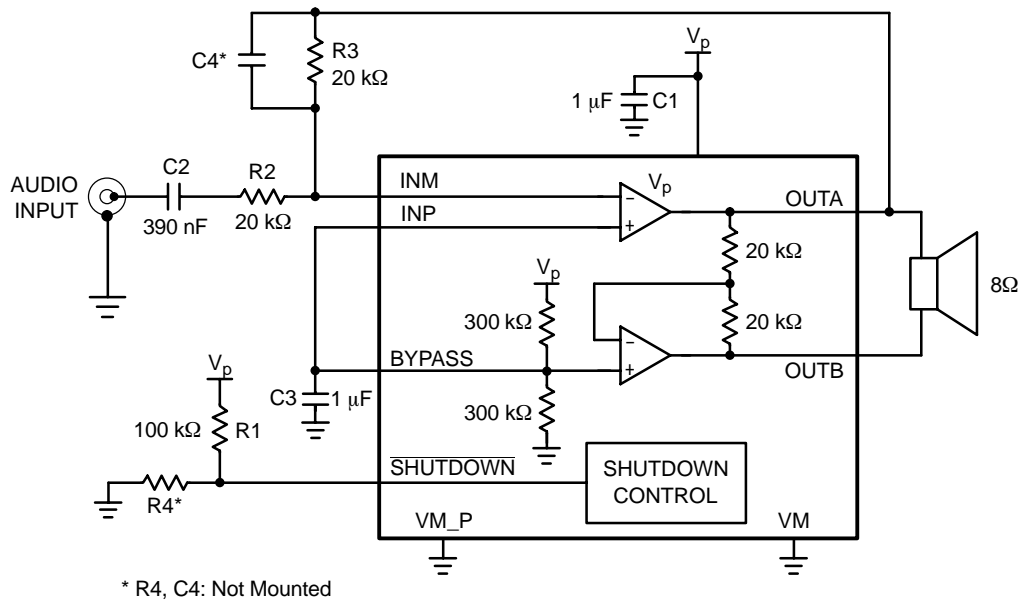 C4*
R3
20 kΩ
Vp
1 μF
C1
AUDIO
INPUT
C2
390 nF
R2
20 kΩ
INM
INP
Vp
OUTA
20 kΩ
20 kΩ
8Ω
Vp
300 kΩ
BYPASS
OUTB
C3
1 μF
300 kΩ
Vp
100 kΩ
R1
SHUTDOWN
SHUTDOWN
CONTROL
R4*
VM_P
VM
* R4, C4: Not Mounted